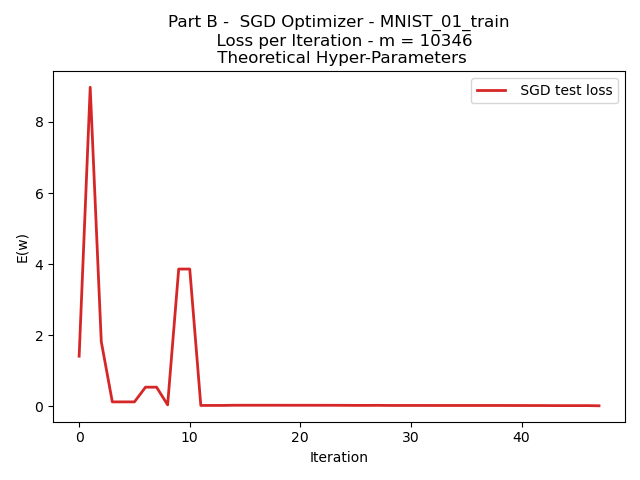 Part B -  SGD Optimizer - MNIST_01_train
Loss per Iteration - m = 10346
Theoretical Hyper-Parameters
SGD test loss
E(w)
8
6
4
2
0
0 10 20 30 40
Iteration